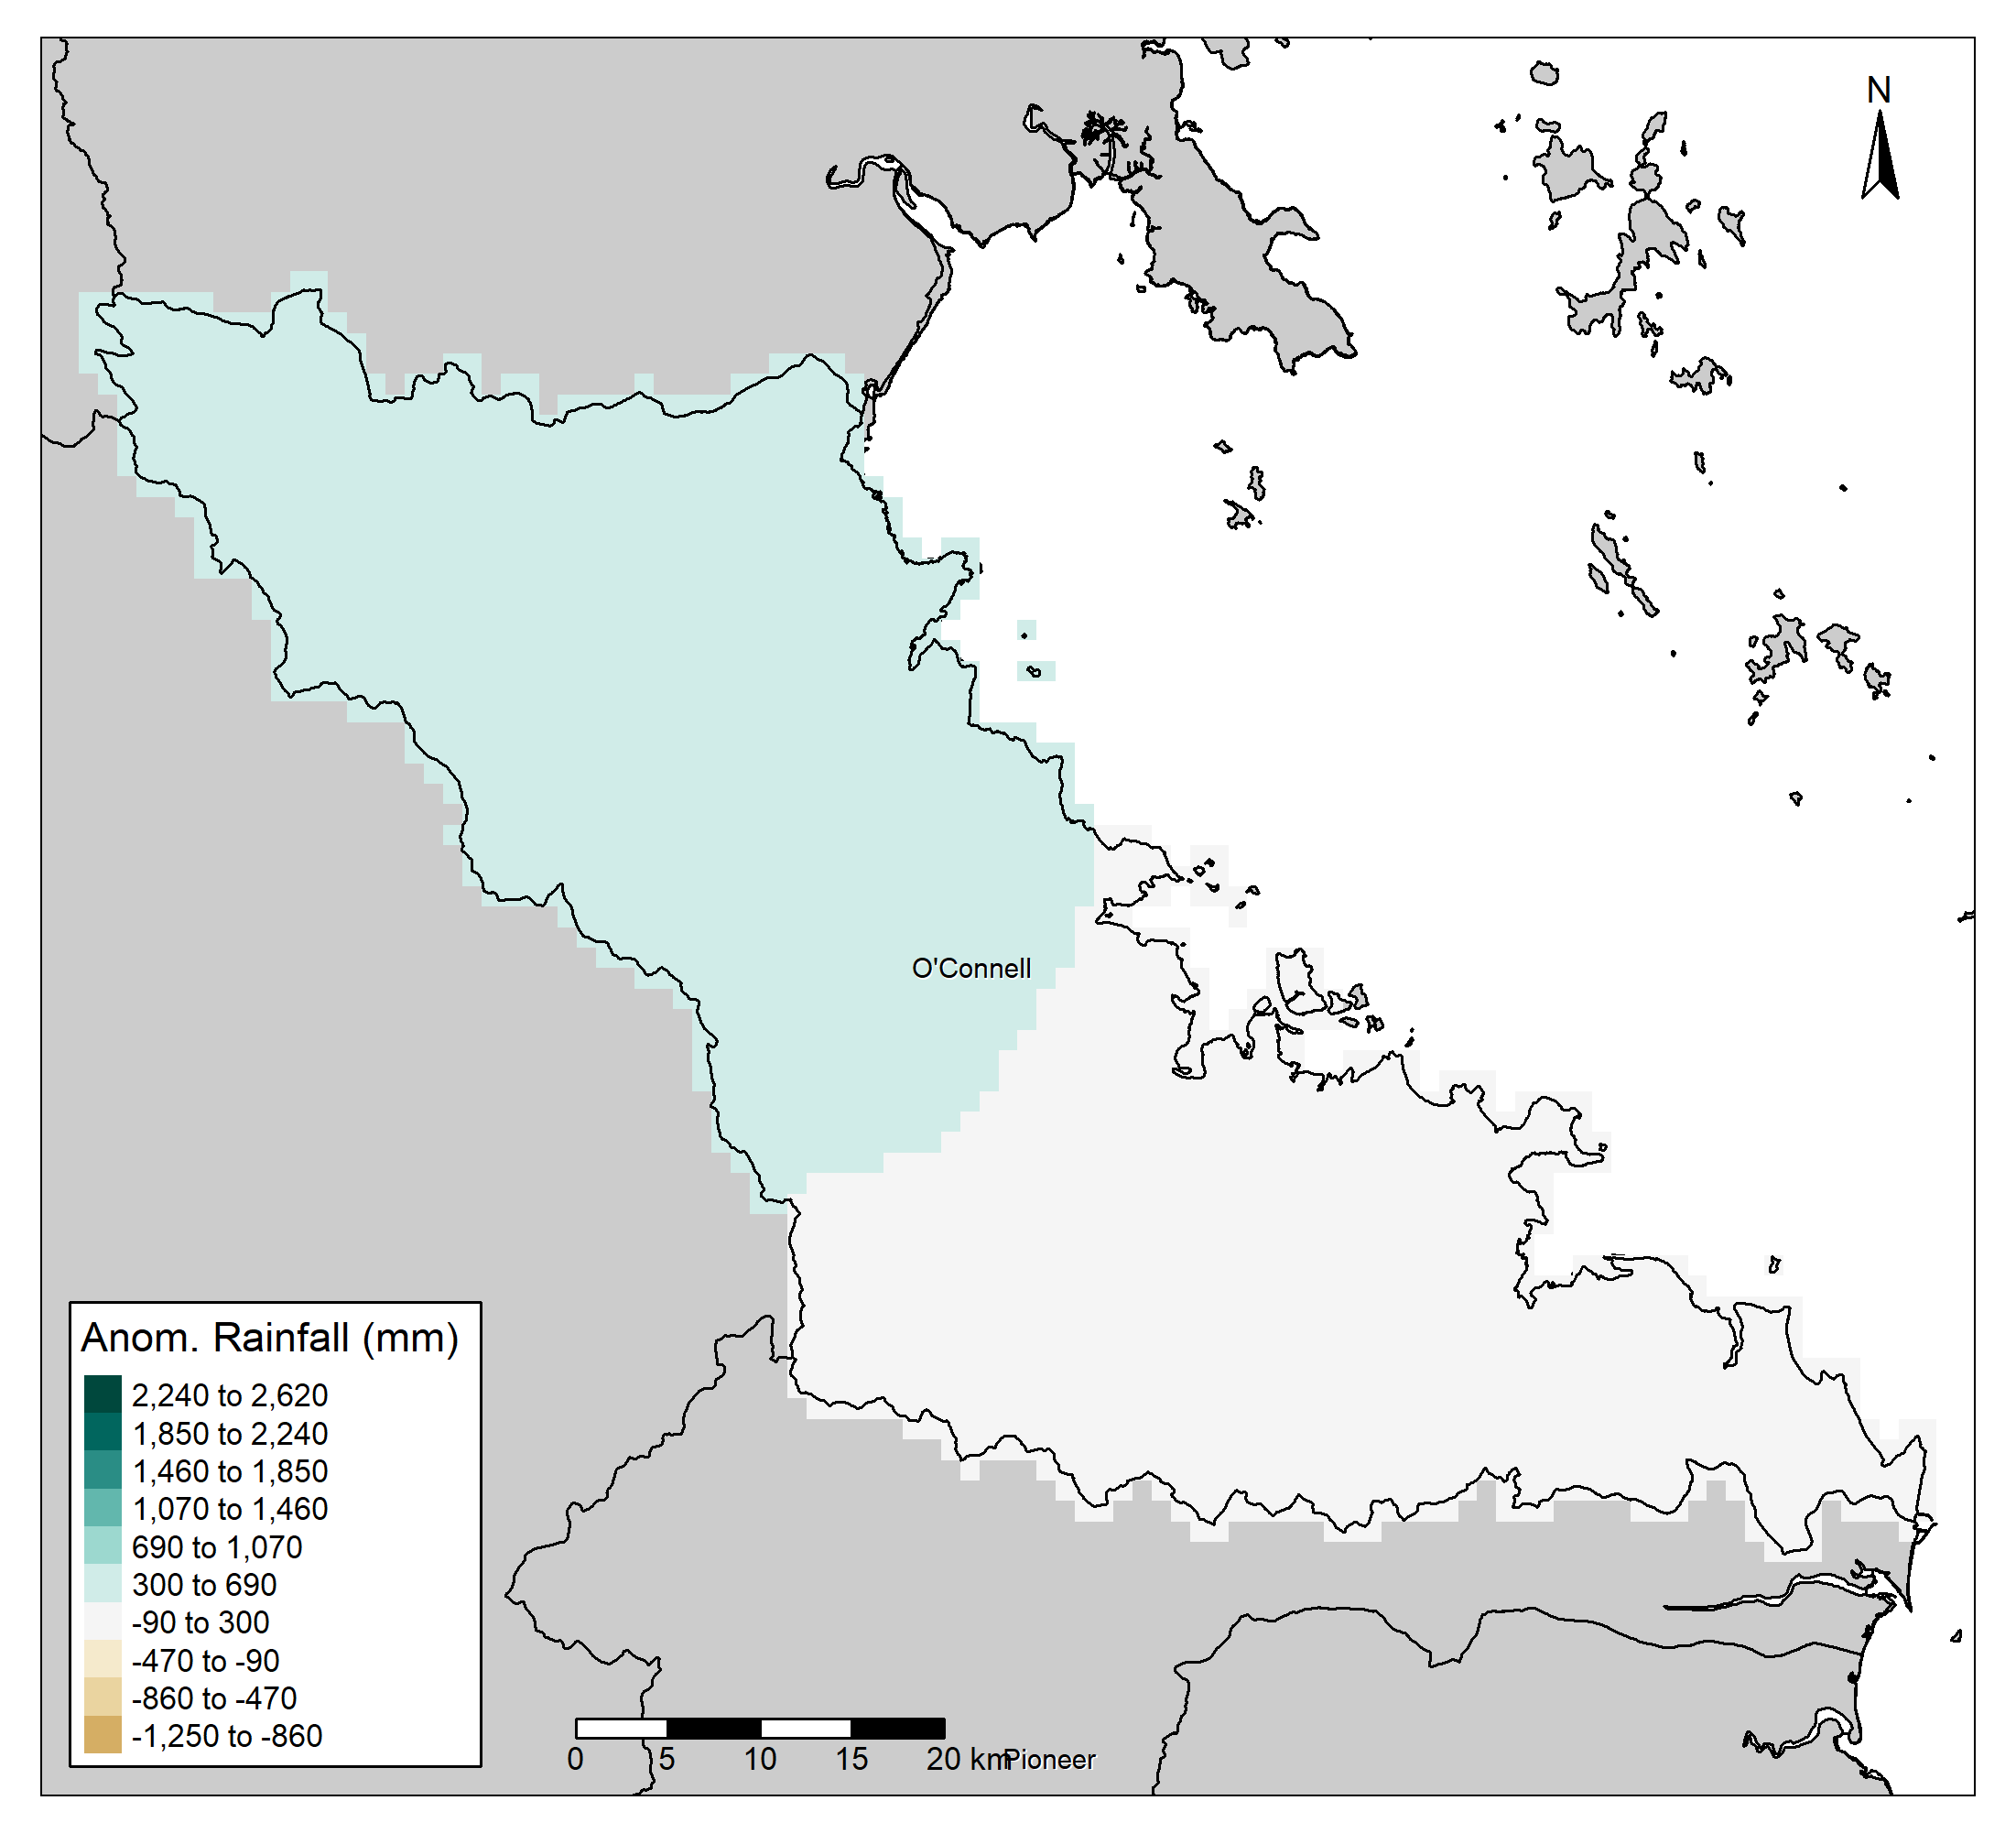 N
O'Connell
Anom. Rainfall (mm)
2,240 to 2,620
1,850 to 2,240
1,460 to 1,850
1,070 to 1,460
690 to 1,070
300 to 690
-90 to 300
-470 to -90
-860 to -470
-1,250 to -860
0 5 10 15 20 km
Pioneer